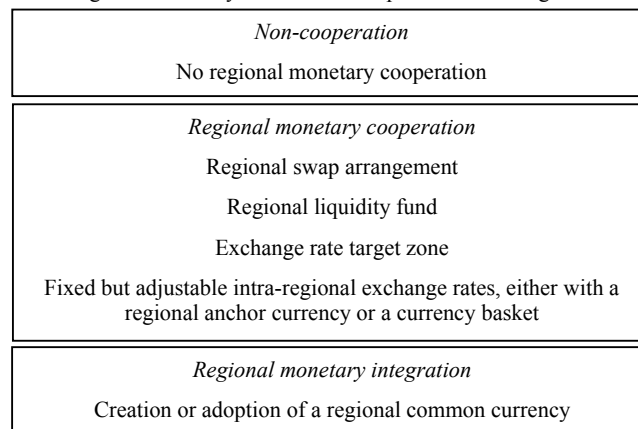 Non-cooperation
No regional monetary cooperation
Regional monetary cooperation
Regional swap arrangement
Regional liquidity fund
Exchange rate target zone
Fixed but adjustable intra-regional exchange rates, either with a
regional anchor currency or a currency basket
Regional monetary integration
Creation or adoption of a regional common currency